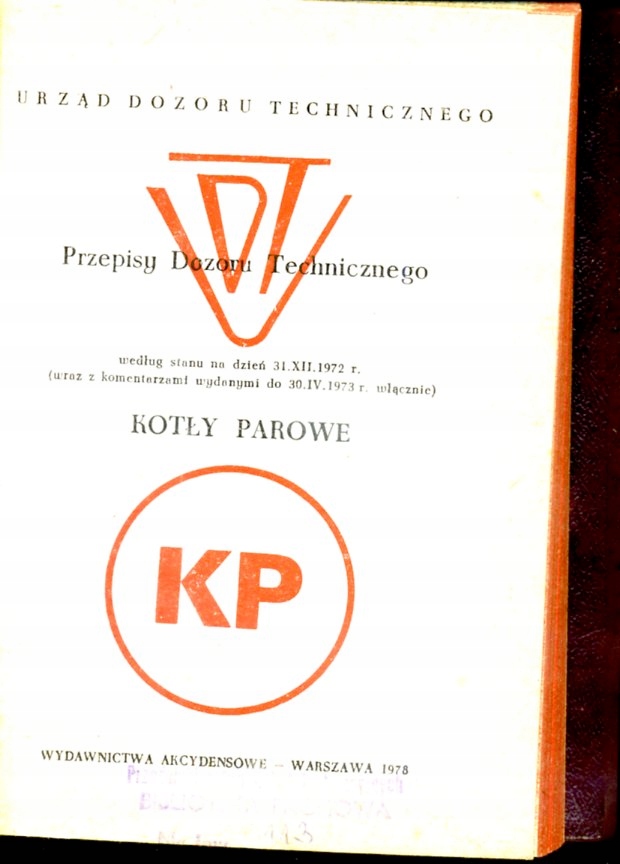 URZĄD DOZORU TECHNICZNEGO
UDT
Przepisy Dozoru Technicznego
według stanu na dzień 31.XII.1972 r.
(wraz z komentarzami wydanymi do 30.IV.1973 r. włącznie)
KOTŁY PAROWE
KP
WYDAWNICTWA AKCYDENSOWE — WARSZAWA 1978